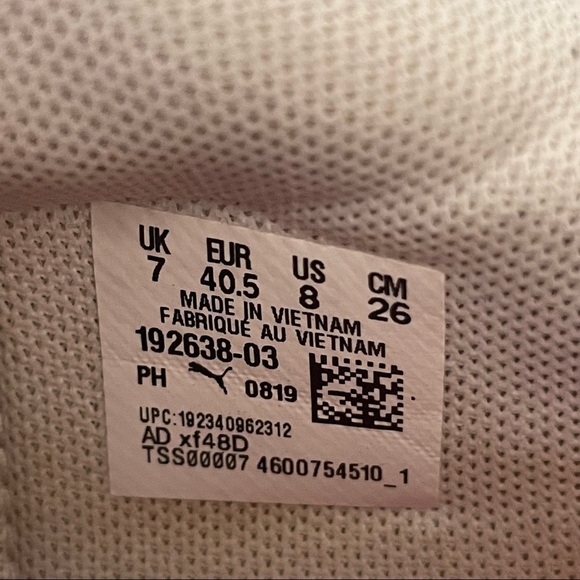 UK EUR US CM
7 40.5 8 26
MADE IN VIETNAM
FABRIQUÉ AU VIETNAM
192638-03
PH 0819
UPC:192340962312
AD xf48D
TSS00007 4600754510_1